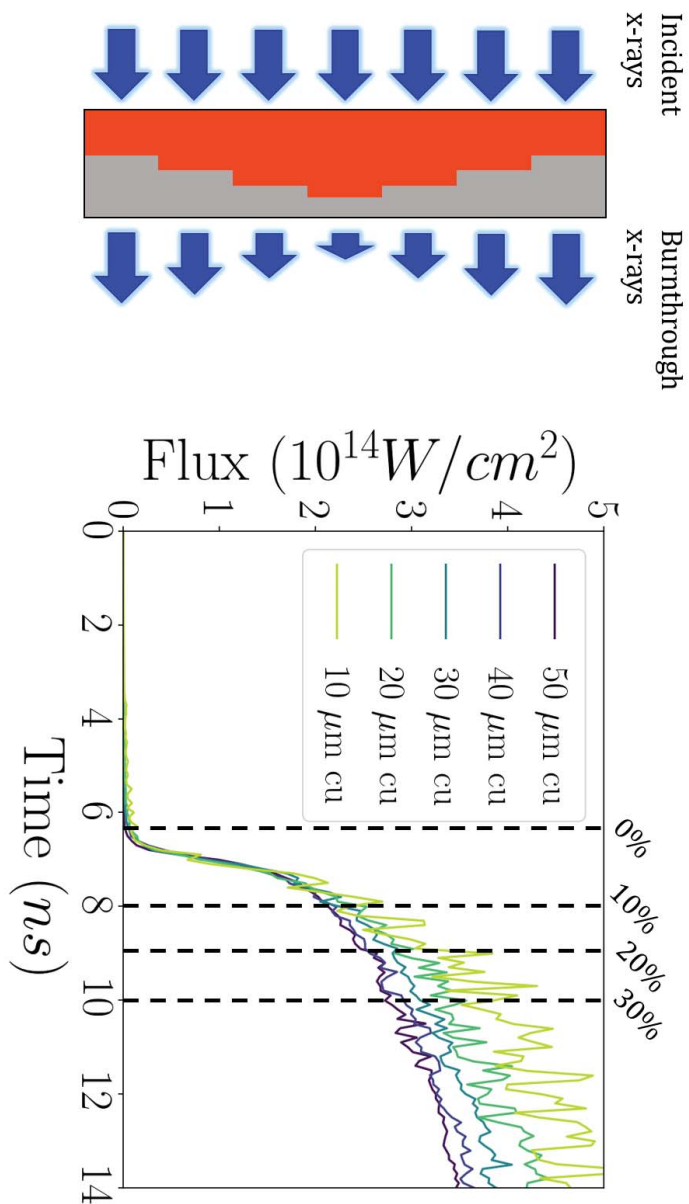 Incident
x-rays
Burnthrough
x-rays
0%
10%
20%
30%
Flux (10^14 W/cm^2)
5
4
3
2
1
0
50 μm cu
40 μm cu
30 μm cu
20 μm cu
10 μm cu
0 2 4 6 8 10 12 14
Time (ns)